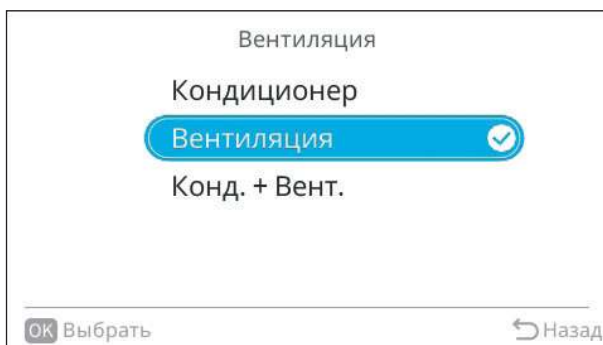 Вентиляция
Кондиционер
Вентиляция
Конд. + Вент.
OK Выбрать
Назад